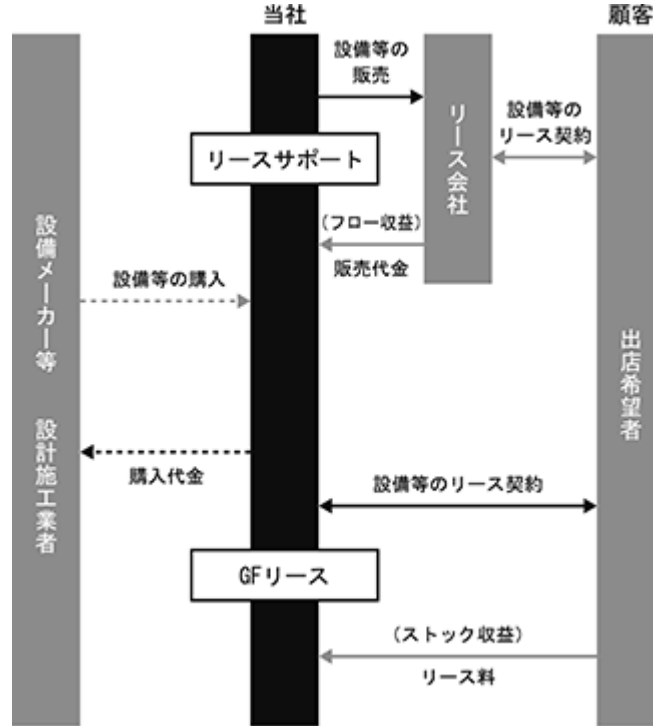 当社
顧客
設備等の
販売
リース会社
設備等の
リース契約
リースサポート
(フロー収益)
販売代金
設備メーカー等
設計施工業者
設備等の購入
出店希望者
購入代金
設備等のリース契約
GFリース
(ストック収益)
リース料